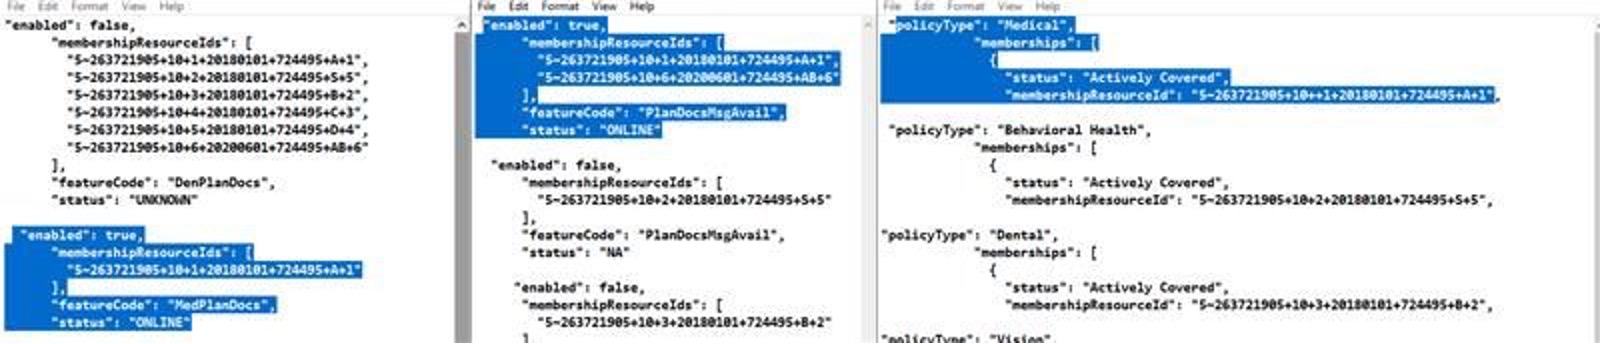 File Edit Format View Help
"enabled": false,
"membershipResourceIds": [
"5~263721905+10+1+20180101+724495+A+1",
"5~263721905+10+2+20180101+724495+S+5",
"5~263721905+10+3+20180101+724495+B+2",
"5~263721905+10+4+20180101+724495+C+3",
"5~263721905+10+5+20180101+724495+D+4",
"5~263721905+10+6+20200601+724495+AB+6"
],
"featureCode": "DenPlanDocs",
"status": "UNKNOWN"
"enabled": true,
"membershipResourceIds": [
"5~263721905+10+1+20180101+724495+A+1"
],
"featureCode": "MedPlanDocs",
"status": "ONLINE"
File Edit Format View Help
"enabled": true,
"membershipResourceIds": [
"5~263721905+10+1+20180101+724495+A+1",
"5~263721905+10+6+20200601+724495+AB+6"
],
"featureCode": "PlanDocsMsgAvail",
"status": "ONLINE"
"enabled": false,
"membershipResourceIds": [
"5~263721905+10+2+20180101+724495+S+5"
],
"featureCode": "PlanDocsMsgAvail",
"status": "NA"
"enabled": false,
"membershipResourceIds": [
"5~263721905+10+3+20180101+724495+B+2"
]
File Edit Format View Help
"policyType": "Medical",
"memberships": [
{
"status": "Actively Covered",
"membershipResourceId": "5~263721905+10++1+20180101+724495+A+1",
"policyType": "Behavioral Health",
"memberships": [
{
"status": "Actively Covered",
"membershipResourceId": "5~263721905+10+2+20180101+724495+S+5",
"policyType": "Dental",
"memberships": [
{
"status": "Actively Covered",
"membershipResourceId": "5~263721905+10+3+20180101+724495+B+2",
"policyType": "Vision",